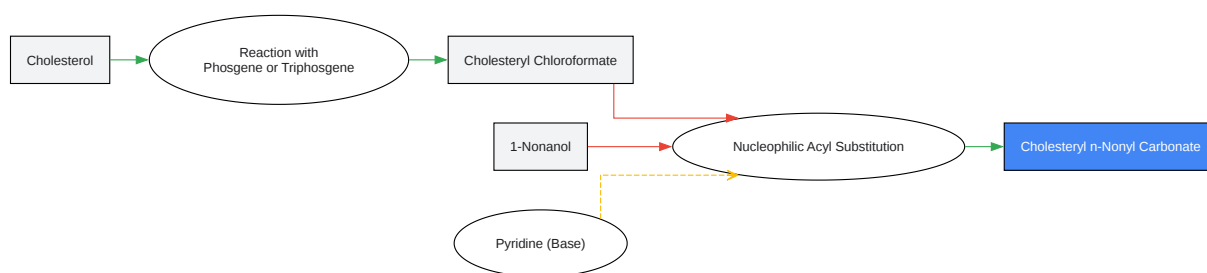 Cholesterol
Reaction with
Phosgene or Triphosgene
Cholesteryl Chloroformate
1-Nonanol
Nucleophilic Acyl Substitution
Cholesteryl n-Nonyl Carbonate
Pyridine (Base)